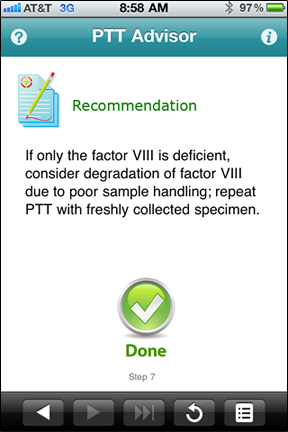 AT&T 3G 8:58 AM 97%
? PTT Advisor i
Recommendation
If only the factor VIII is deficient,
consider degradation of factor VIII
due to poor sample handling; repeat
PTT with freshly collected specimen.
Done
Step 7